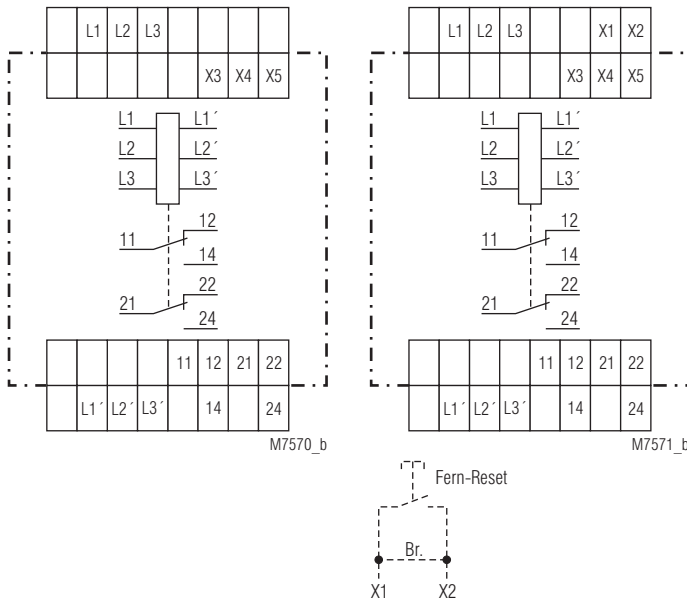 L1 L2 L3
X3 X4 X5
L1 L1´
L2 L2´
L3 L3´
12
11
14
22
21
24
11 12 21 22
L1´ L2´ L3´ 14 24
M7570_b
L1 L2 L3 X1 X2
X3 X4 X5
L1 L1´
L2 L2´
L3 L3´
12
11
14
22
21
24
11 12 21 22
L1´ L2´ L3´ 14 24
M7571_b
Fern-Reset
Br.
X1 X2